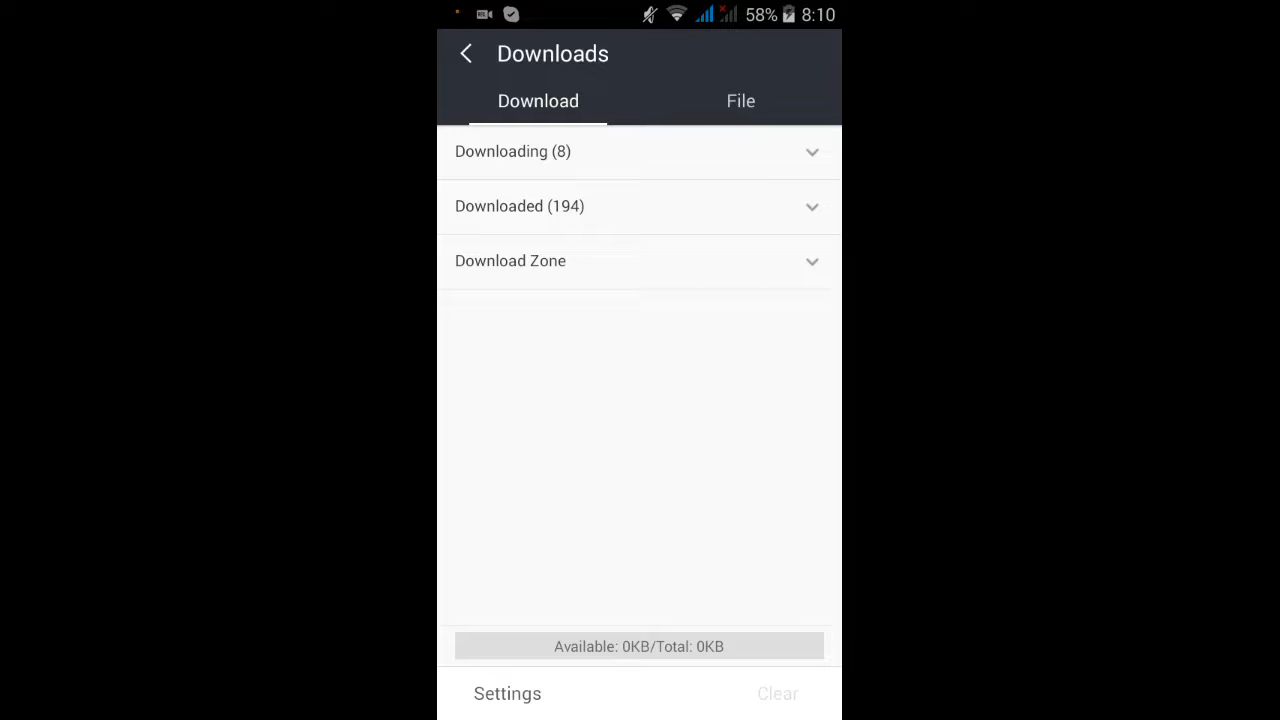 58% 8:10
Downloads
Download File
Downloading (8)
Downloaded (194)
Download Zone
Available: 0KB/Total: 0KB
Settings Clear